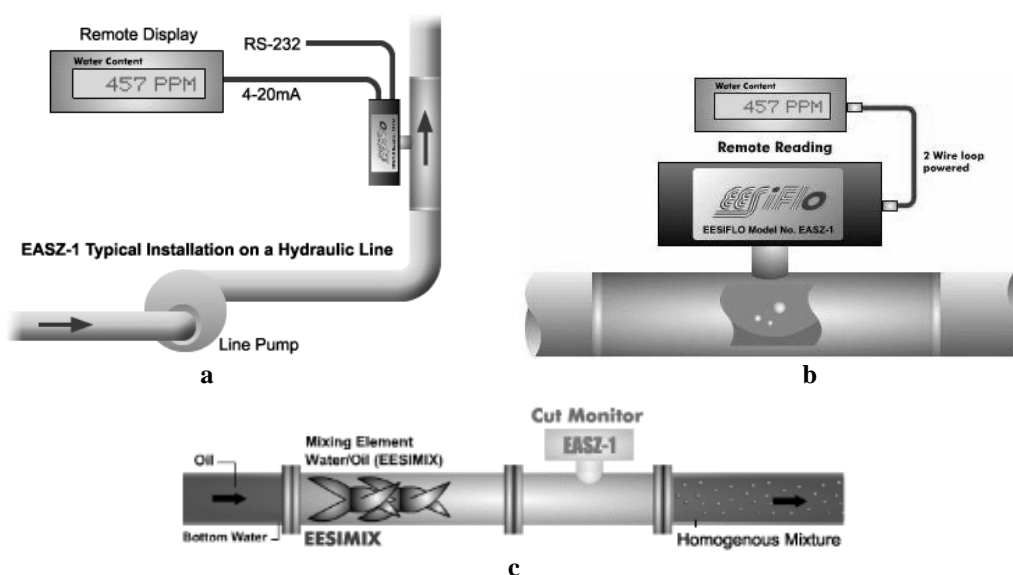 Remote Display
Water Content
457 PPM
RS-232
4-20mA
EESIFLO
EASZ-1 Typical Installation on a Hydraulic Line
Line Pump
a
Water Content
457 PPM
Remote Reading
2 Wire loop
powered
EESIFLO
EESIFLO Model No. EASZ-1
b
Cut Monitor
EASZ-1
Mixing Element
Water/Oil (EESIMIX)
Oil
Bottom Water
EESIMIX
Homogenous Mixture
c